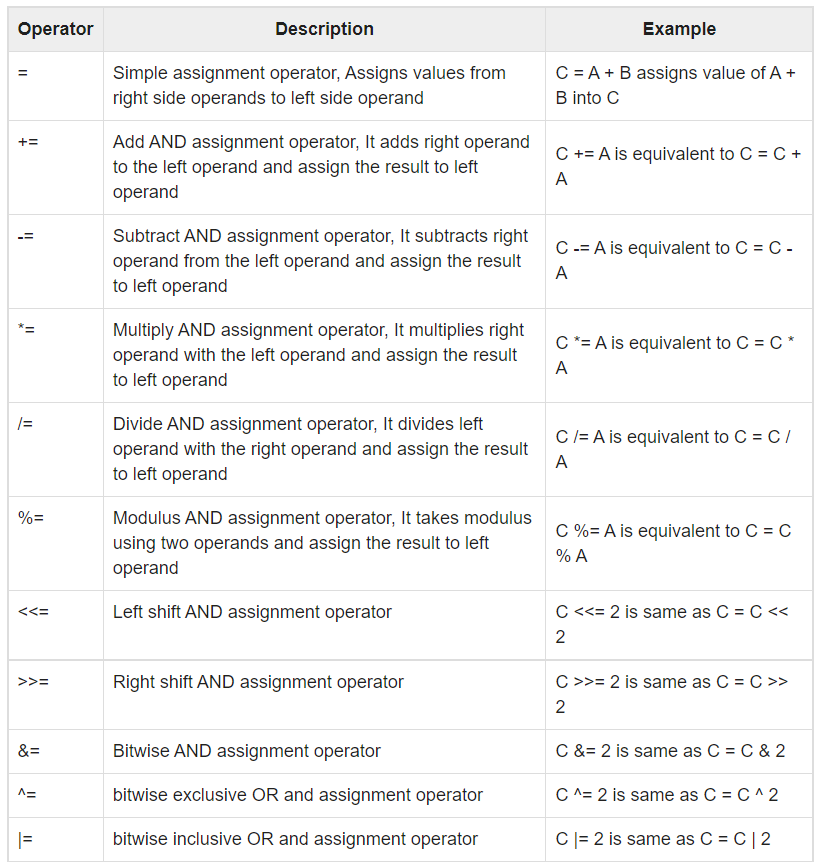 Operator Description Example
= Simple assignment operator, Assigns values from
right side operands to left side operand
C = A + B assigns value of A +
B into C
+= Add AND assignment operator, It adds right operand
to the left operand and assign the result to left
operand
C += A is equivalent to C = C +
A
-= Subtract AND assignment operator, It subtracts right
operand from the left operand and assign the result
to left operand
C -= A is equivalent to C = C -
A
*= Multiply AND assignment operator, It multiplies right
operand with the left operand and assign the result
to left operand
C *= A is equivalent to C = C *
A
/= Divide AND assignment operator, It divides left
operand with the right operand and assign the result
to left operand
C /= A is equivalent to C = C /
A
%= Modulus AND assignment operator, It takes modulus
using two operands and assign the result to left
operand
C %= A is equivalent to C = C
% A
<<= Left shift AND assignment operator
C <<= 2 is same as C = C <<
2
>>= Right shift AND assignment operator
C >>= 2 is same as C = C >>
2
&= Bitwise AND assignment operator C &= 2 is same as C = C & 2
^= bitwise exclusive OR and assignment operator C ^= 2 is same as C = C ^ 2
|= bitwise inclusive OR and assignment operator C |= 2 is same as C = C | 2